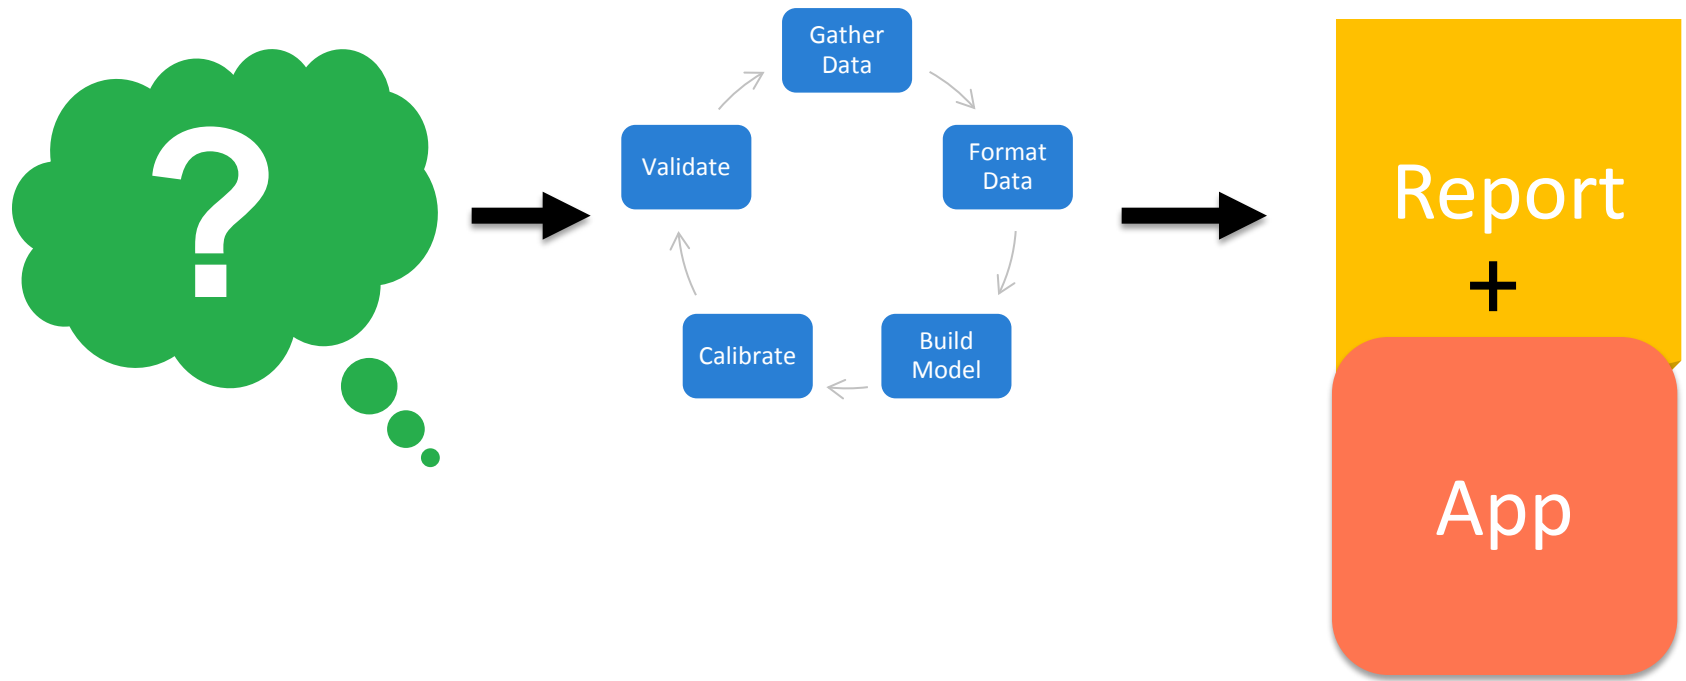 ?
Gather
Data
Format
Data
Build
Model
Calibrate
Validate
Report
+
App